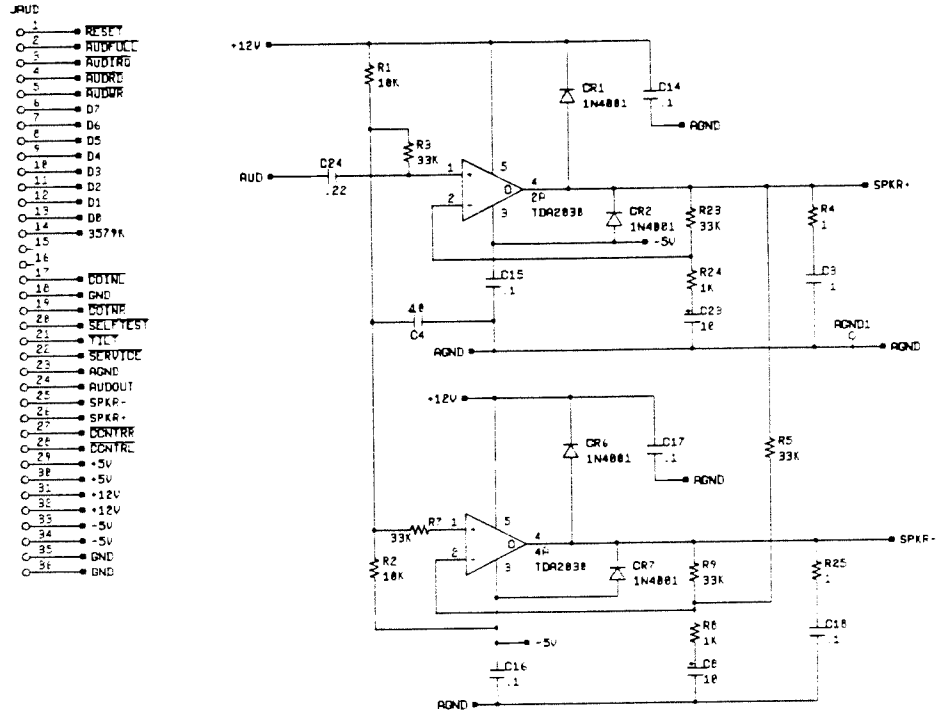 JAUD
1 RESET
2 AUDFULL
3 AUDIRQ
4 AUDRD
5 AUDWR
6 D7
7 D6
8 D5
9 D4
10 D3
11 D2
12 D1
13 D0
14 3579K
15
16
17 COINL
18 GND
19 COINR
20 SELFTEST
21 TILT
22 SERVICE
23 AGND
24 AUDOUT
25 SPKR-
26 SPKR+
27 CCNTRR
28 CCNTRL
29 +5V
30 +5V
31 +12V
32 +12V
33 -5V
34 -5V
35 GND
36 GND
+12V
R1
10K
CR1
1N4001
C14
.1
AGND
R3
33K
AUD
C24
.22
1
+
2
-
5
O
3
4
2A
TDA2030
CR2
1N4001
-5V
R23
33K
R4
1
SPKR+
C15
.1
R24
1K
C3
.1
+
C23
10
10
C4
AGND
AGND1
AGND
+12V
CR6
1N4001
C17
.1
AGND
R5
33K
R7
33K
1
+
2
-
5
O
3
4
4A
TDA2030
SPKR-
R2
10K
CR7
1N4001
R9
33K
R25
1
-5V
R8
1K
C18
.1
C16
.1
+
C8
10
AGND